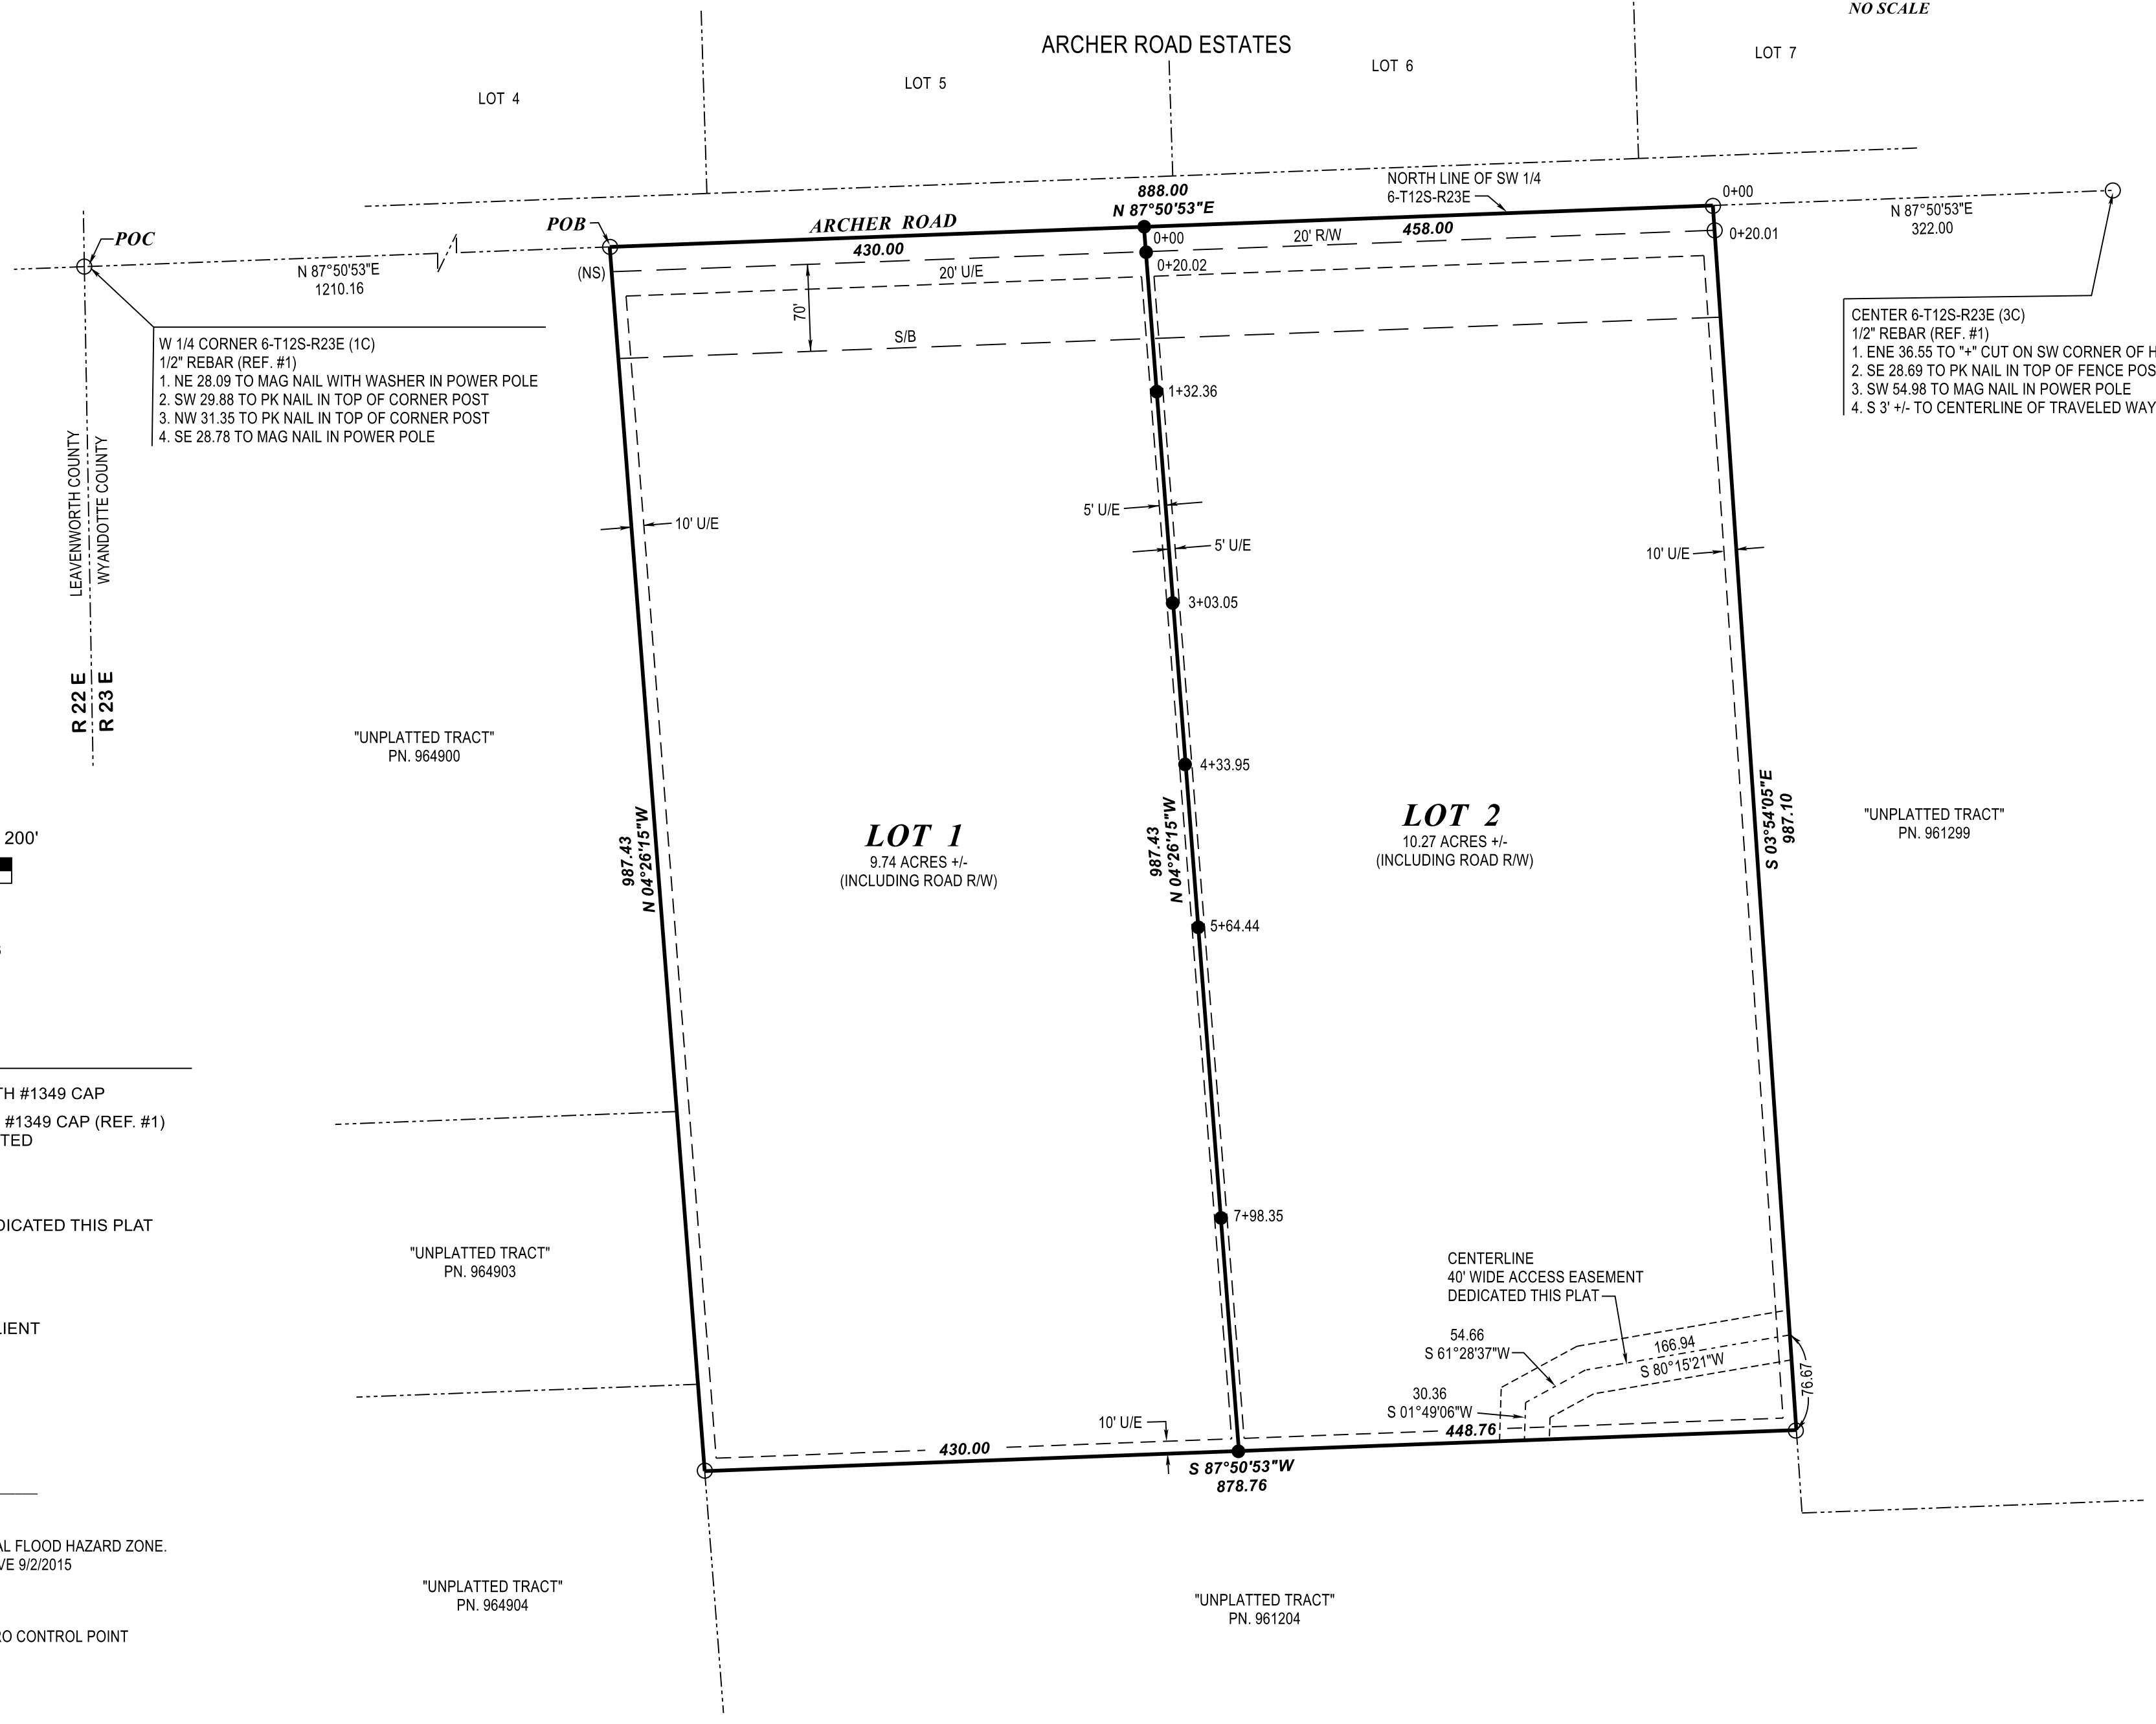 NO SCALE
ARCHER ROAD ESTATES
LOT 4
LOT 5
LOT 6
LOT 7
888.00
N 87°50'53"E
NORTH LINE OF SW 1/4
6-T12S-R23E
0+00
N 87°50'53"E
322.00
POC
POB
ARCHER ROAD
430.00
0+00
20' R/W
458.00
0+20.01
N 87°50'53"E
1210.16
(NS)
20' U/E
0+20.02
70'
S/B
W 1/4 CORNER 6-T12S-R23E (1C)
1/2" REBAR (REF. #1)
1. NE 28.09 TO MAG NAIL WITH WASHER IN POWER POLE
2. SW 29.88 TO PK NAIL IN TOP OF CORNER POST
3. NW 31.35 TO PK NAIL IN TOP OF CORNER POST
4. SE 28.78 TO MAG NAIL IN POWER POLE
CENTER 6-T12S-R23E (3C)
1/2" REBAR (REF. #1)
1. ENE 36.55 TO "+" CUT ON SW CORNER OF H
2. SE 28.69 TO PK NAIL IN TOP OF FENCE POS
3. SW 54.98 TO MAG NAIL IN POWER POLE
4. S 3' +/- TO CENTERLINE OF TRAVELED WAY
1+32.36
LEAVENWORTH COUNTY
WYANDOTTE COUNTY
R 22 E
R 23 E
10' U/E
5' U/E
5' U/E
10' U/E
3+03.05
"UNPLATTED TRACT"
PN. 964900
4+33.95
987.43
N 04°26'15"W
LOT 1
9.74 ACRES +/-
(INCLUDING ROAD R/W)
987.43
N 04°26'15"W
LOT 2
10.27 ACRES +/-
(INCLUDING ROAD R/W)
S 03°54'05"E
987.10
"UNPLATTED TRACT"
PN. 961299
200'
5+64.44
TH #1349 CAP
#1349 CAP (REF. #1)
TED
DICATED THIS PLAT
7+98.35
"UNPLATTED TRACT"
PN. 964903
CENTERLINE
40' WIDE ACCESS EASEMENT
DEDICATED THIS PLAT
LIENT
54.66
S 61°28'37"W
166.94
S 80°15'21"W
76.67
30.36
S 01°49'06"W
10' U/E
430.00
448.76
S 87°50'53"W
878.76
AL FLOOD HAZARD ZONE.
VE 9/2/2015
"UNPLATTED TRACT"
PN. 964904
"UNPLATTED TRACT"
PN. 961204
RO CONTROL POINT